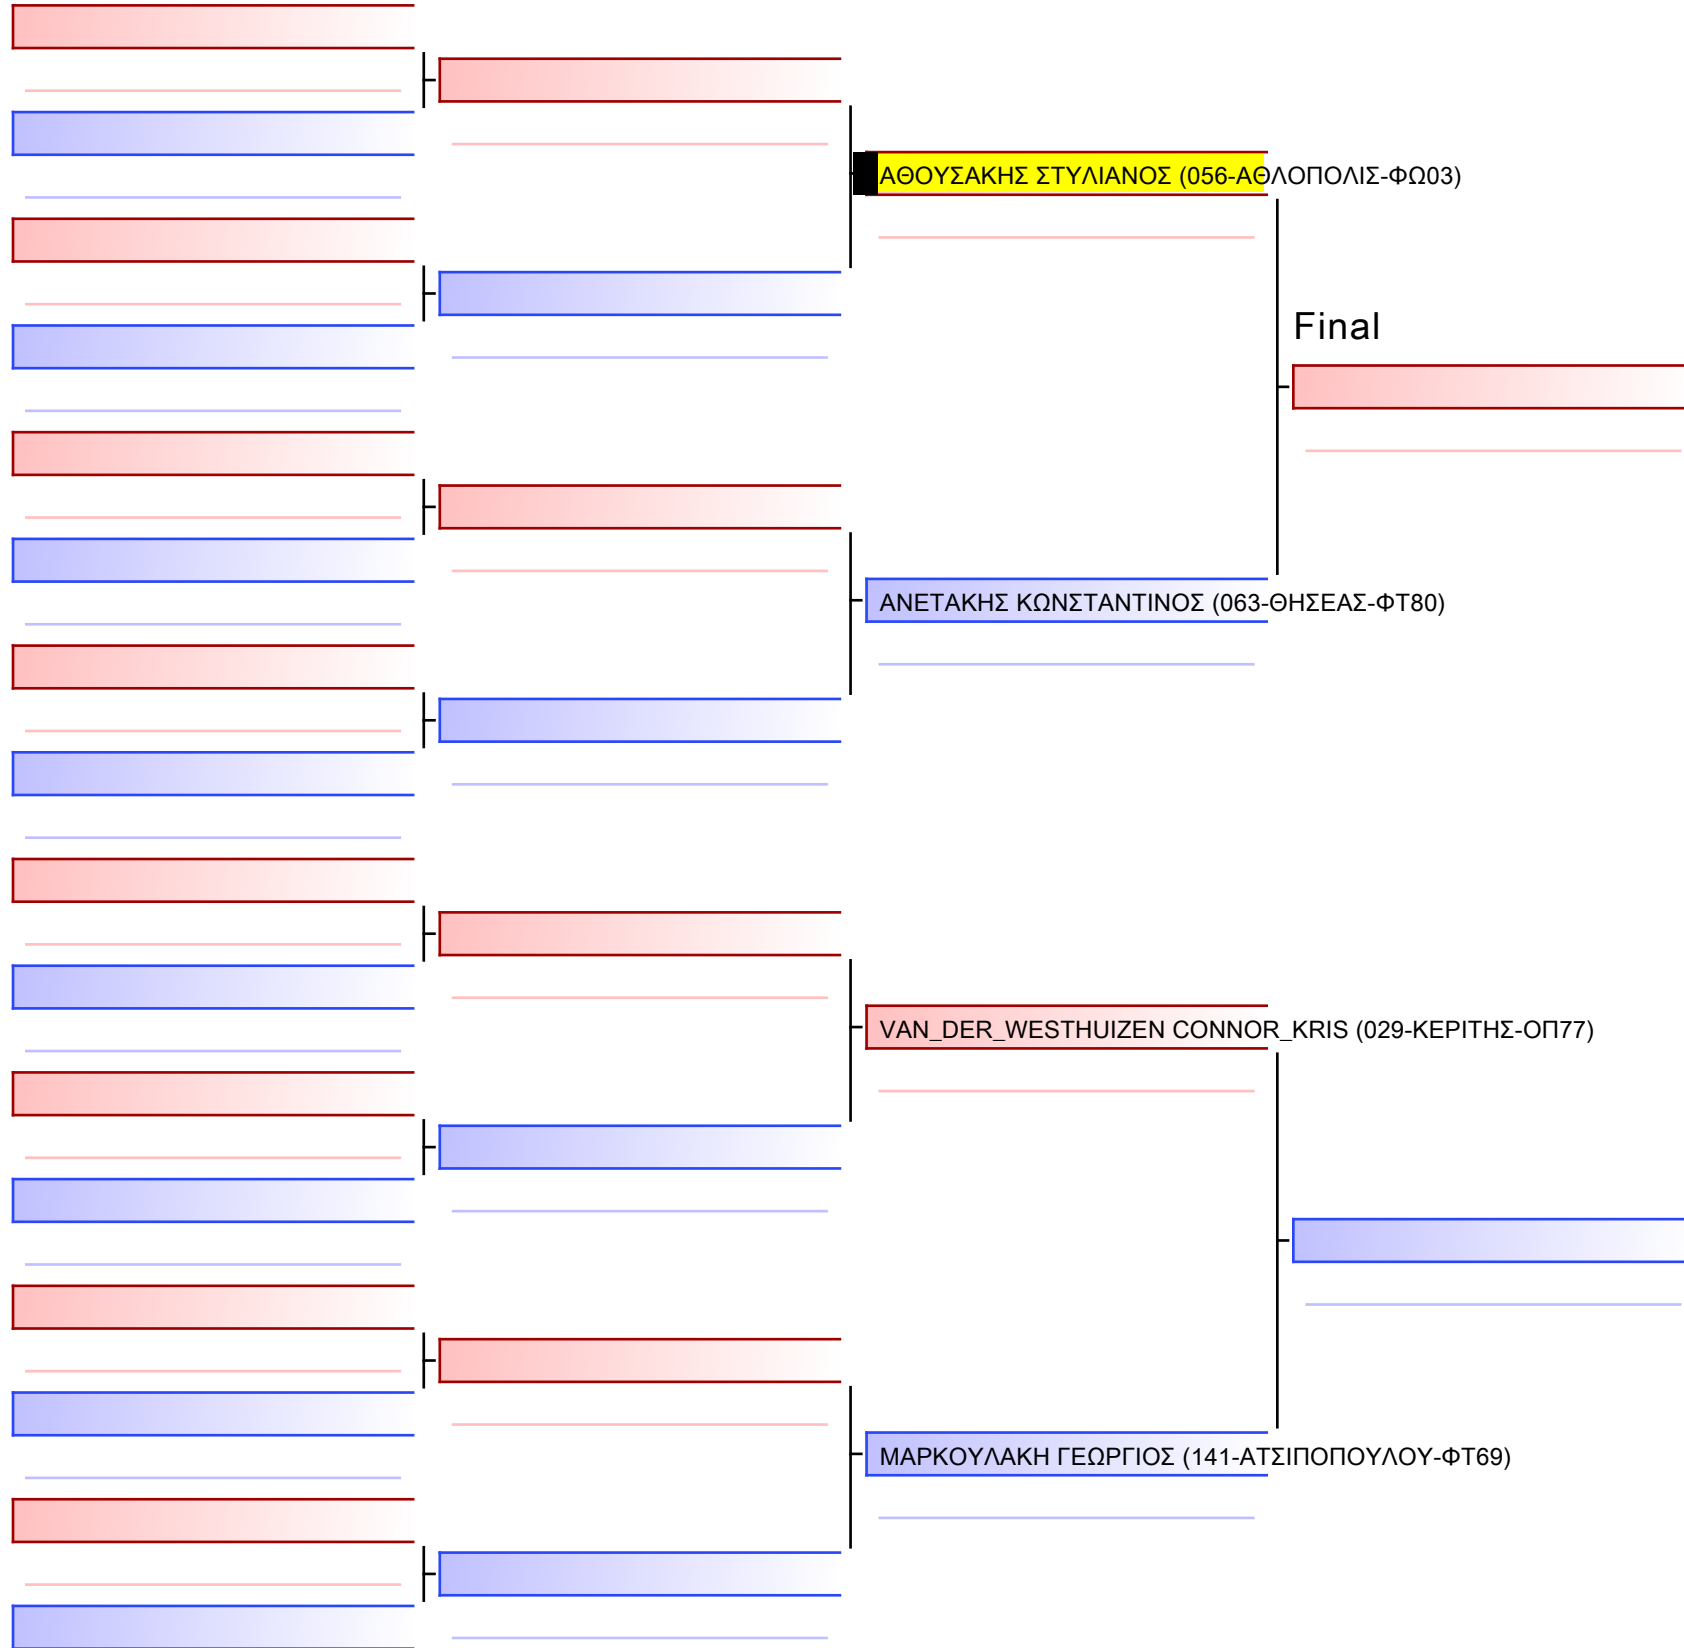 ΑΘΟΥΣΑΚΗΣ ΣΤΥΛΙΑΝΟΣ (056-ΑΘΛΟΠΟΛΙΣ-ΦΩ03)
Final
ΑΝΕΤΑΚΗΣ ΚΩΝΣΤΑΝΤΙΝΟΣ (063-ΘΗΣΕΑΣ-ΦΤ80)
VAN_DER_WESTHUIZEN CONNOR_KRIS (029-ΚΕΡΙΤΗΣ-ΟΠ77)
ΜΑΡΚΟΥΛΑΚΗ ΓΕΩΡΓΙΟΣ (141-ΑΤΣΙΠΟΠΟΥΛΟΥ-ΦΤ69)